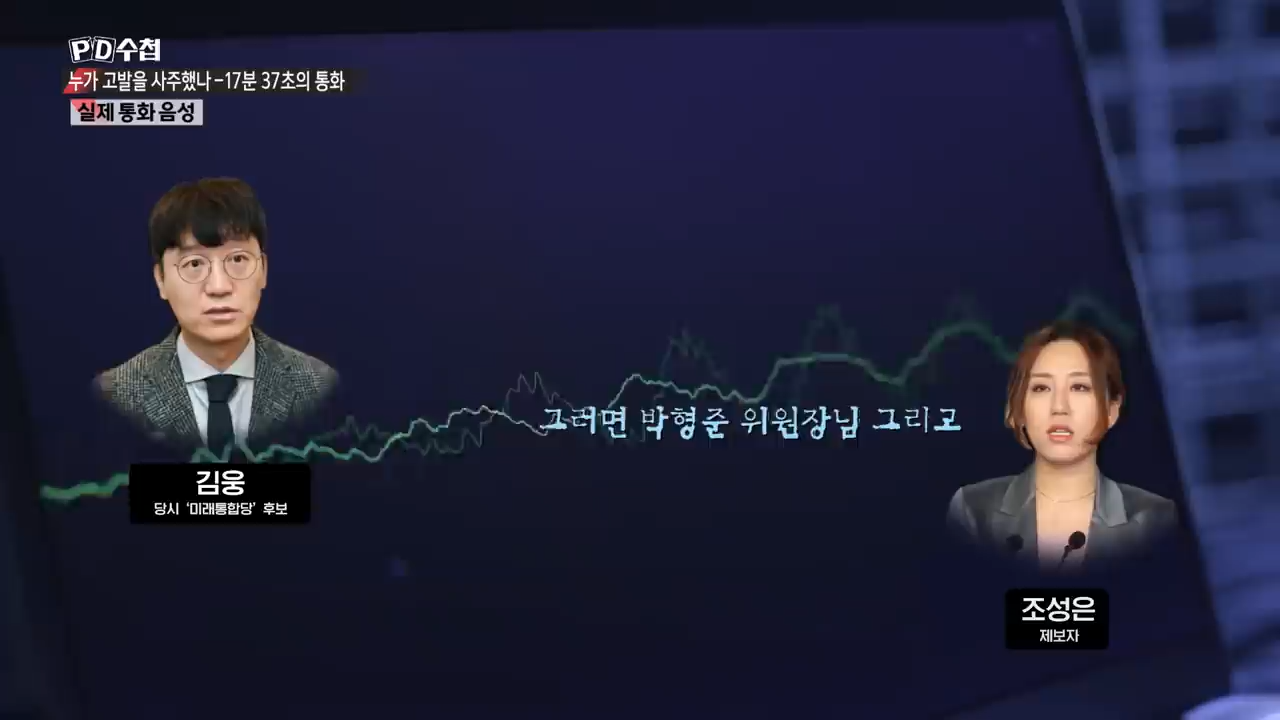 PD수첩
누가 고발을 사주했나-17분 37초의 통화
실제 통화 음성
그러면 박형준 위원장님 그리고
김웅
당시 '미래통합당' 후보
조성은
제보자